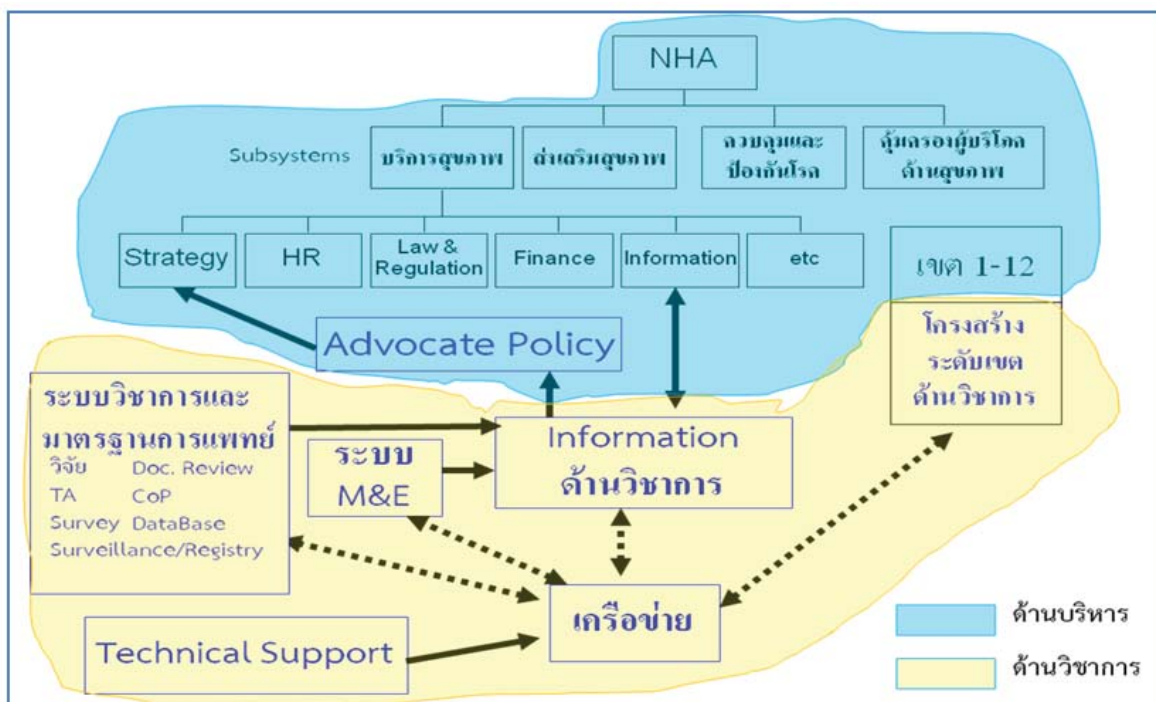 NHA
Subsystems
บริการสุขภาพ
ส่งเสริมสุขภาพ
ควบคุมและ
ป้องกันโรค
คุ้มครองผู้บริโภค
ด้านสุขภาพ
Strategy
HR
Law &
Regulation
Finance
Information
etc
เขต 1-12
โครงสร้าง
ระดับเขต
ด้านวิชาการ
Advocate Policy
ระบบวิชาการและ
มาตรฐานการแพทย์
วิจัย Doc. Review
TA CoP
Survey DataBase
Surveillance/Registry
ระบบ
M&E
Information
ด้านวิชาการ
เครือข่าย
Technical Support
ด้านบริหาร
ด้านวิชาการ